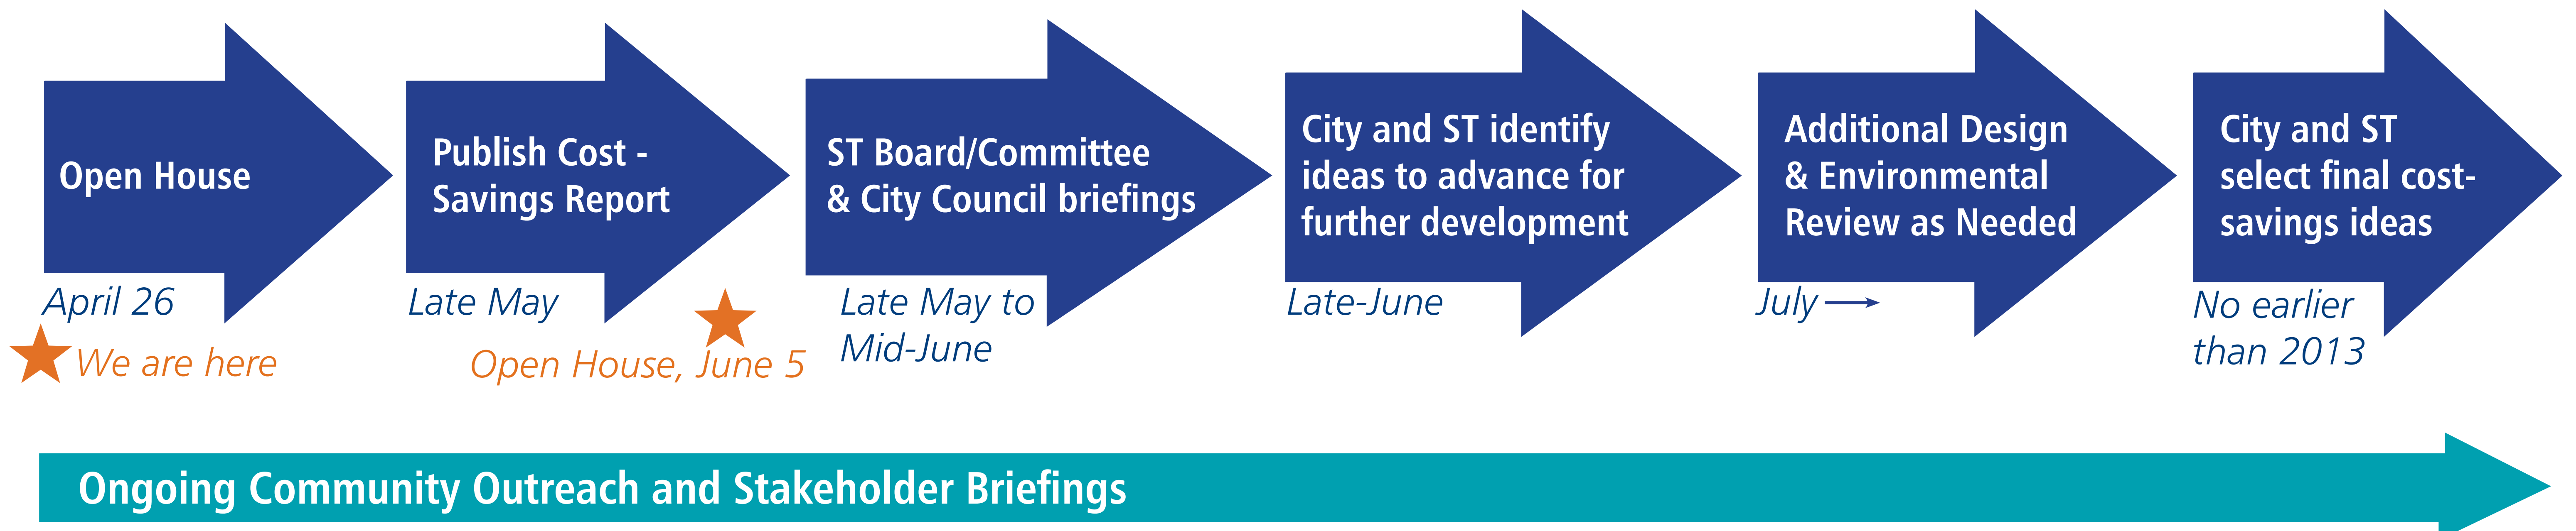 Open House
April 26
We are here
Publish Cost -
Savings Report
Late May
Open House, June 5
ST Board/Committee
& City Council briefings
Late May to
Mid-June
City and ST identify
ideas to advance for
further development
Late-June
Additional Design
& Environmental
Review as Needed
July
City and ST
select final cost-
savings ideas
No earlier
than 2013
Ongoing Community Outreach and Stakeholder Briefings